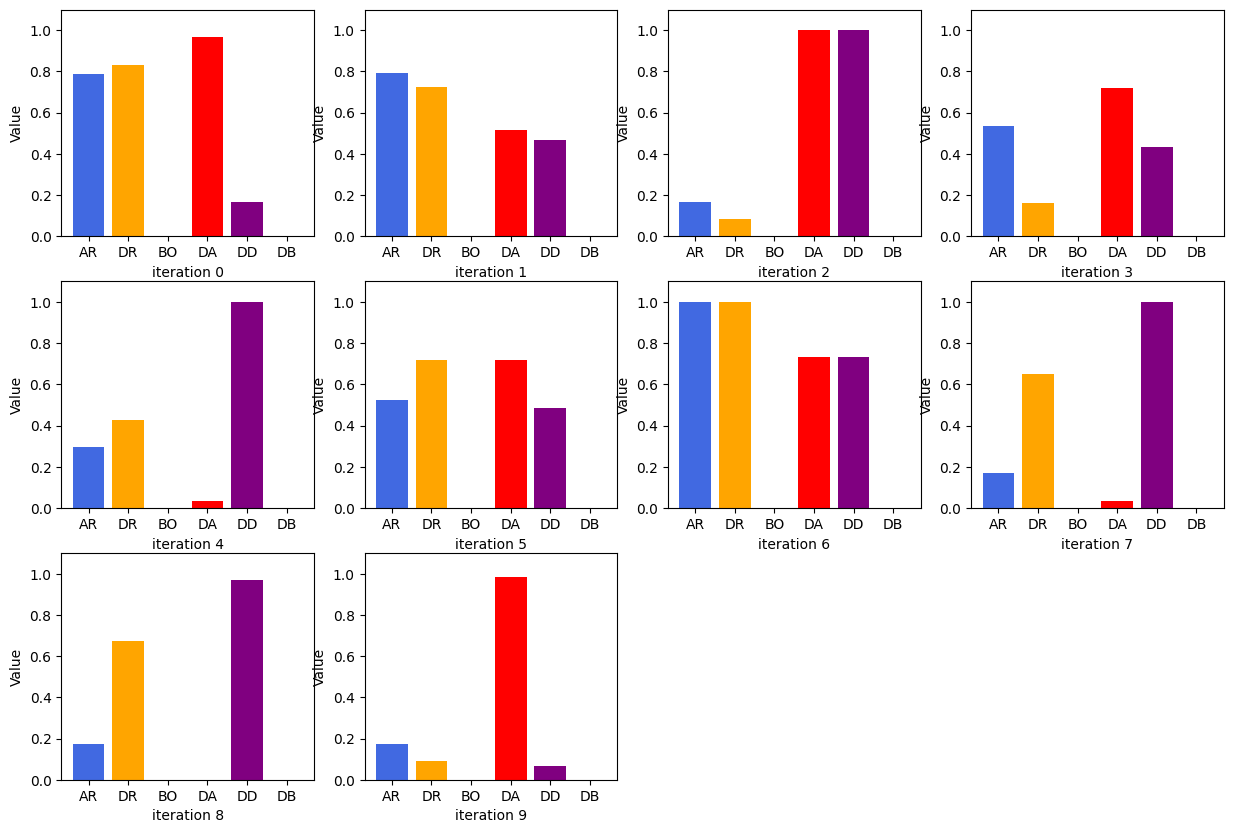 1.0
0.8
0.6
0.4
0.2
0.0
Value
AR DR BO DA DD DB
iteration 0
1.0
0.8
0.6
0.4
0.2
0.0
Value
AR DR BO DA DD DB
iteration 1
1.0
0.8
0.6
0.4
0.2
0.0
Value
AR DR BO DA DD DB
iteration 2
1.0
0.8
0.6
0.4
0.2
0.0
Value
AR DR BO DA DD DB
iteration 3
1.0
0.8
0.6
0.4
0.2
0.0
Value
AR DR BO DA DD DB
iteration 4
1.0
0.8
0.6
0.4
0.2
0.0
Value
AR DR BO DA DD DB
iteration 5
1.0
0.8
0.6
0.4
0.2
0.0
Value
AR DR BO DA DD DB
iteration 6
1.0
0.8
0.6
0.4
0.2
0.0
Value
AR DR BO DA DD DB
iteration 7
1.0
0.8
0.6
0.4
0.2
0.0
Value
AR DR BO DA DD DB
iteration 8
1.0
0.8
0.6
0.4
0.2
0.0
Value
AR DR BO DA DD DB
iteration 9